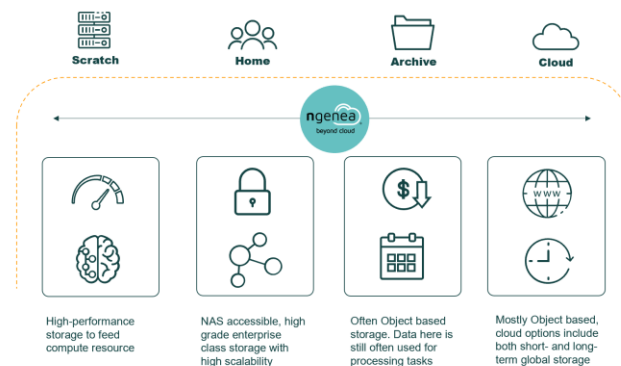 Scratch
Home
Archive
Cloud
ngenea
beyond cloud
$
www
High-performance
storage to feed
compute resource
NAS accessible, high
grade enterprise
class storage with
high scalability
Often Object based
storage. Data here is
still often used for
processing tasks
Mostly Object based,
cloud options include
both short- and long-
term global storage